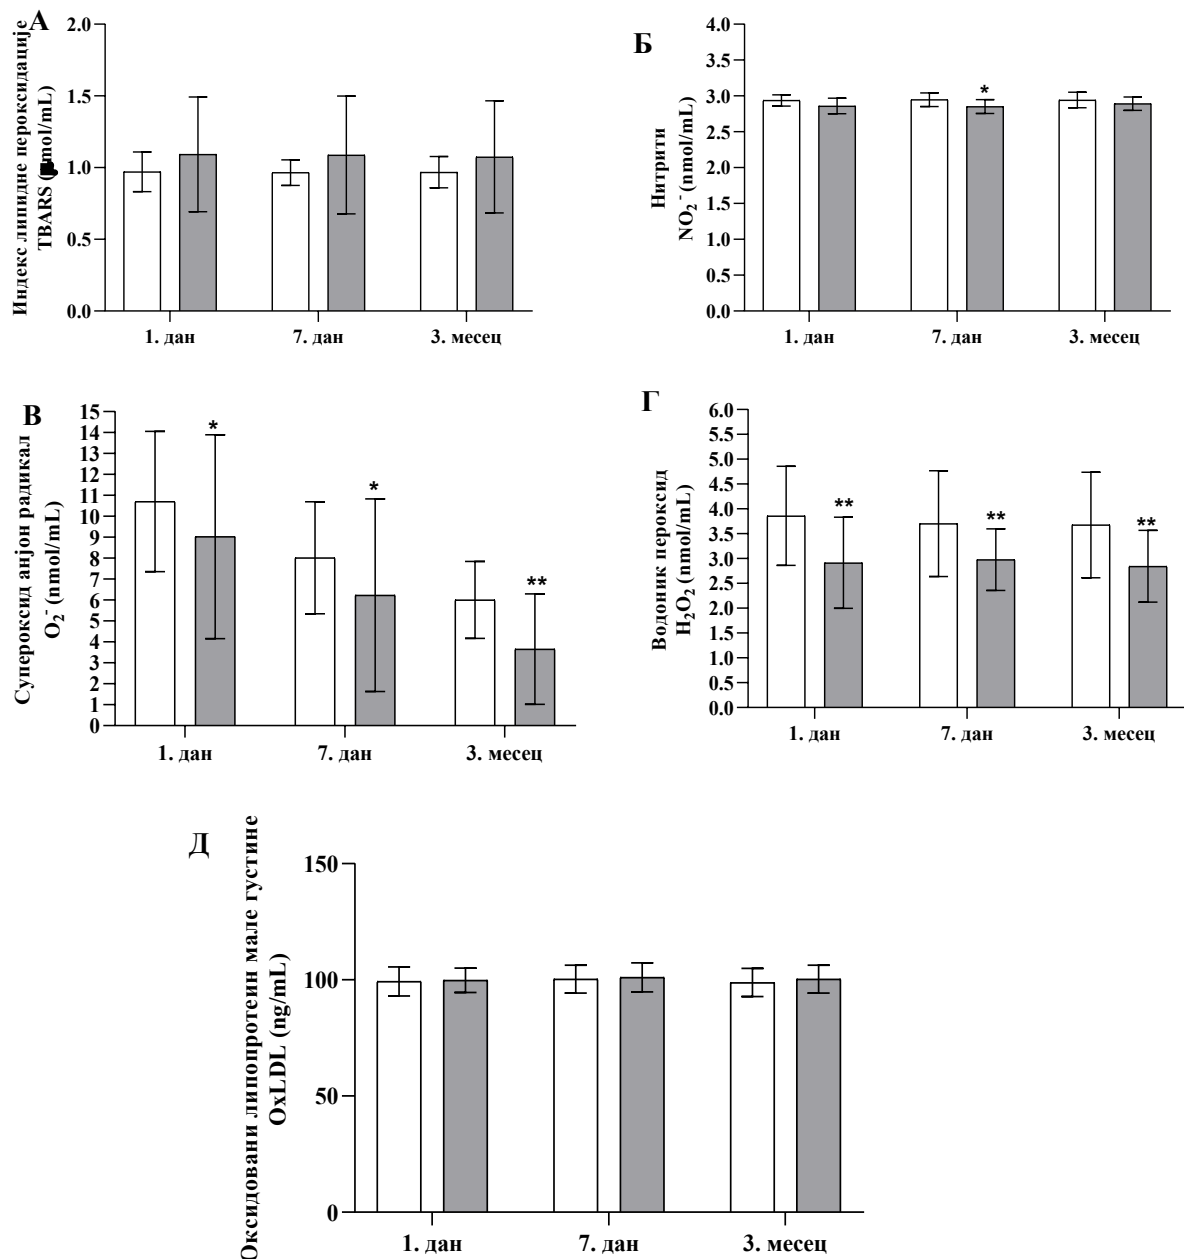 А
Индекс липидне пероксидације
TBARS (mol/mL)
2.0
1.5
1.0
0.5
0.0
1. дан
7. дан
3. месец
Б
Нитрити
NO₂⁻ (nmol/mL)
4.0
3.5
3.0
2.5
2.0
1.5
1.0
0.5
0.0
*
1. дан
7. дан
3. месец
В
Супероксид анјон радикал
O₂⁻ (nmol/mL)
15
14
13
12
11
10
9
8
7
6
5
4
3
2
1
0
*
*
**
1. дан
7. дан
3. месец
Г
Водоник пероксид
H₂O₂ (nmol/mL)
6.0
5.5
5.0
4.5
4.0
3.5
3.0
2.5
2.0
1.5
1.0
0.5
0.0
**
**
**
1. дан
7. дан
3. месец
Д
Оксидовани липопротеин мале густине
OxLDL (ng/mL)
150
100
50
0
1. дан
7. дан
3. месец